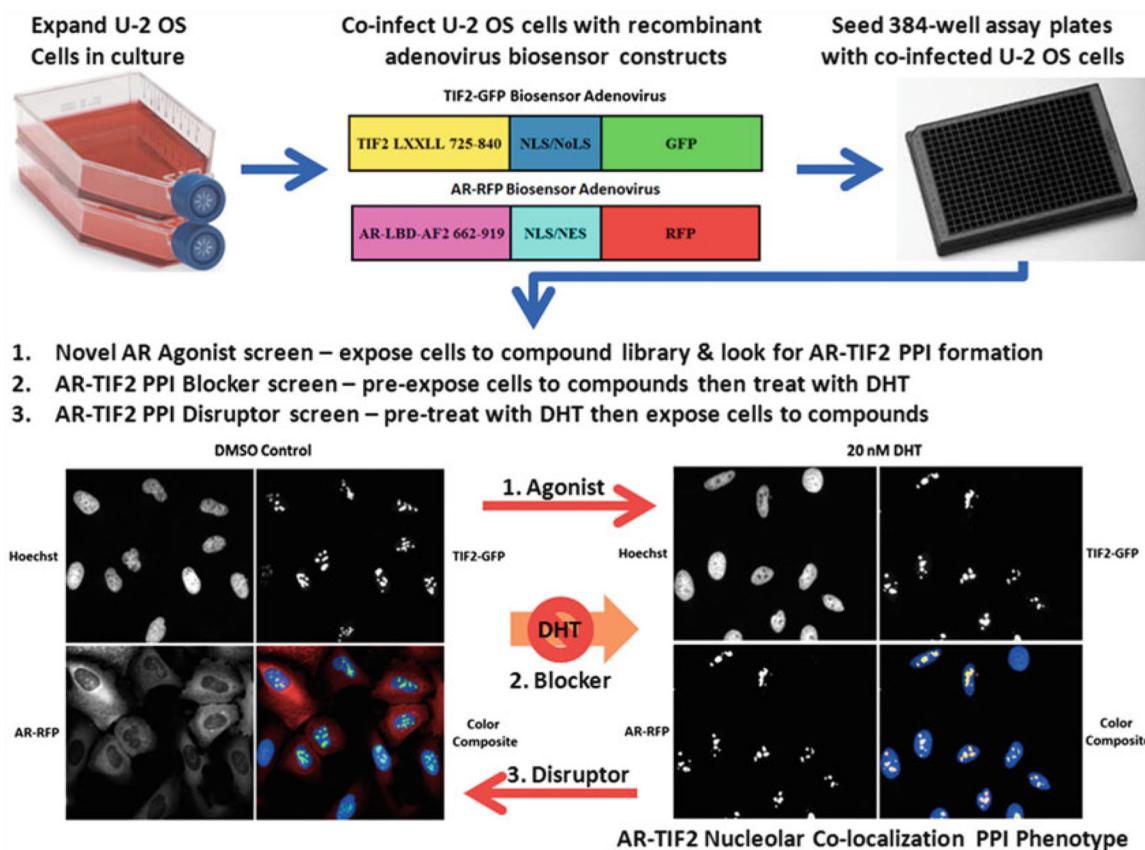 Expand U-2 OS
Cells in culture
Co-infect U-2 OS cells with recombinant
adenovirus biosensor constructs
Seed 384-well assay plates
with co-infected U-2 OS cells
TIF2-GFP Biosensor Adenovirus
TIF2 LXXLL 725-840 NLS/NoLS GFP
AR-RFP Biosensor Adenovirus
AR-LBD-AF2 662-919 NLS/NES RFP
1. Novel AR Agonist screen – expose cells to compound library & look for AR-TIF2 PPI formation
2. AR-TIF2 PPI Blocker screen – pre-expose cells to compounds then treat with DHT
3. AR-TIF2 PPI Disruptor screen – pre-treat with DHT then expose cells to compounds
DMSO Control
Hoechst
TIF2-GFP
AR-RFP
Color
Composite
1. Agonist
DHT
2. Blocker
3. Disruptor
20 nM DHT
Hoechst
TIF2-GFP
AR-RFP
Color
Composite
AR-TIF2 Nucleolar Co-localization PPI Phenotype